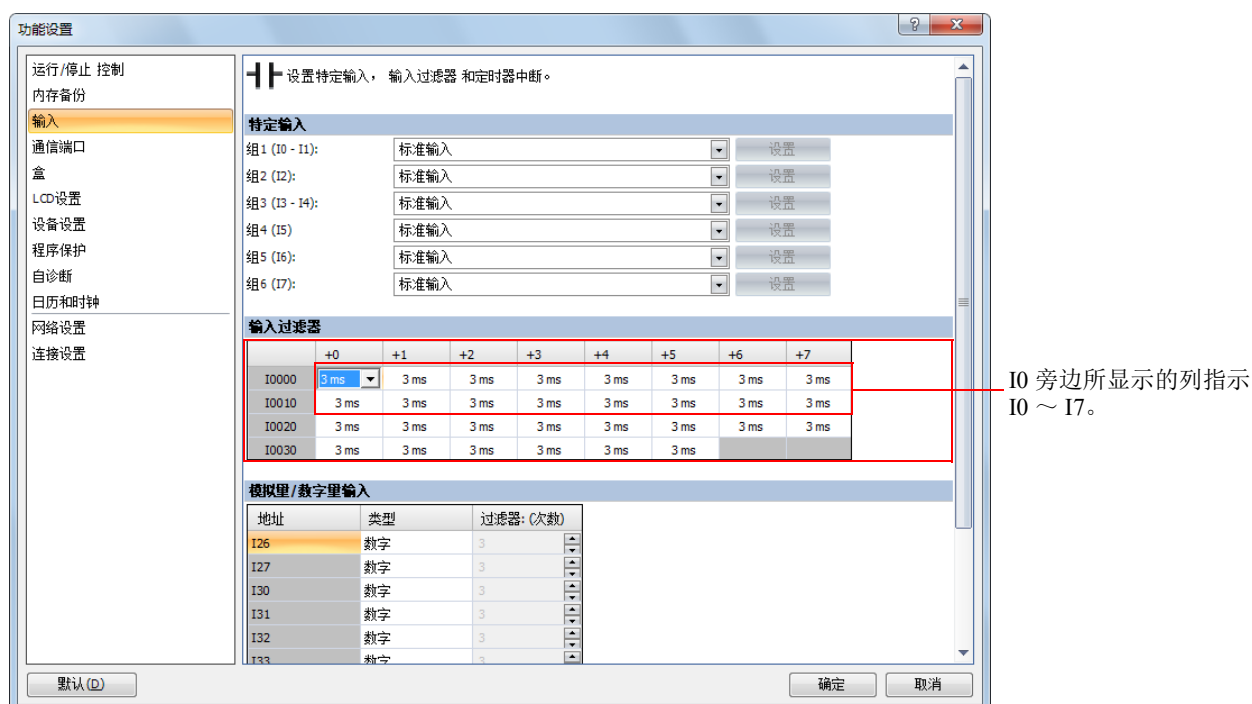 功能设置
运行/停止 控制
内存备份
输入
通信端口
盒
LCD设置
设备设置
程序保护
自诊断
日历和时钟
网络设置
连接设置
设置特定输入， 输入过滤器 和定时器中断。
特定输入
组1 (I0 - I1): 标准输入 设置
组2 (I2): 标准输入 设置
组3 (I3 - I4): 标准输入 设置
组4 (I5) 标准输入 设置
组5 (I6): 标准输入 设置
组6 (I7): 标准输入 设置
输入过滤器
+0 +1 +2 +3 +4 +5 +6 +7
I0000 3 ms 3 ms 3 ms 3 ms 3 ms 3 ms 3 ms 3 ms
I0010 3 ms 3 ms 3 ms 3 ms 3 ms 3 ms 3 ms 3 ms
I0020 3 ms 3 ms 3 ms 3 ms 3 ms 3 ms 3 ms 3 ms
I0030 3 ms 3 ms 3 ms 3 ms 3 ms 3 ms
模拟量/数字量输入
地址 类型 过滤器: (次数)
I26 数字 3
I27 数字 3
I30 数字 3
I31 数字 3
I32 数字 3
I33 数字 3
默认(D) 确定 取消
I0 旁边所显示的列指示
I0 ～ I7。